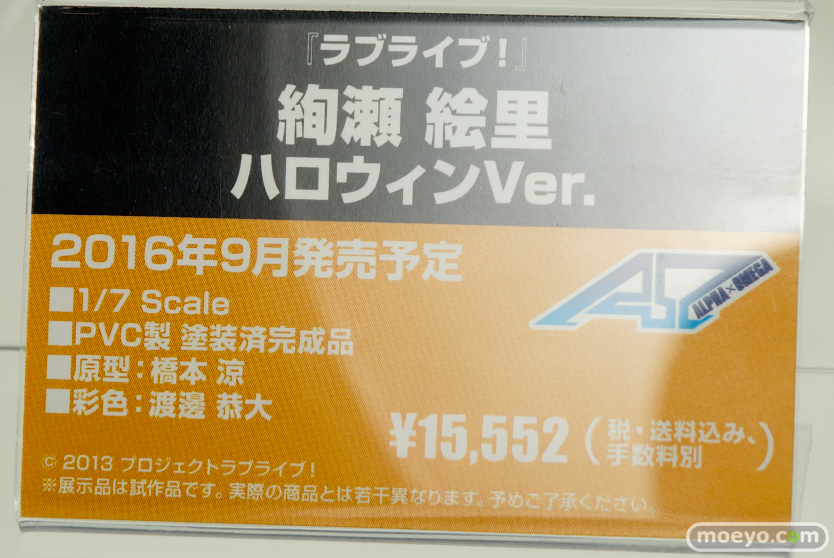 『ラブライブ!』
絢瀬 絵里
ハロウィンVer.
2016年9月発売予定
■1/7 Scale
■PVC製 塗装済完成品
■原型:橋本 涼
■彩色:渡邊 恭大
AΩ
ALPHA×OMEGA
¥15,552(税・送料込み、
手数料別)
© 2013 プロジェクトラブライブ!
※展示品は試作品です。実際の商品とは若干異なります。予めご了承ください。
moeyo.com